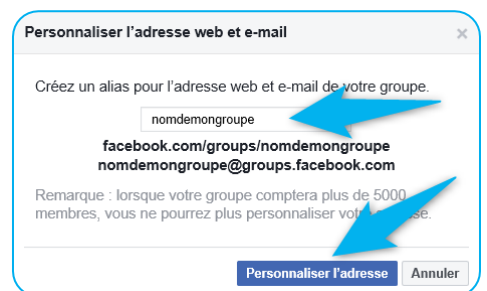 Personnaliser l'adresse web et e-mail
Créez un alias pour l'adresse web et e-mail de votre groupe.
nomdemongroupe
facebook.com/groups/nomdemongroupe
nomdemongroupe@groups.facebook.com
Remarque : lorsque votre groupe comptera plus de 5000
membres, vous ne pourrez plus personnaliser votre
Personnaliser l'adresse Annuler